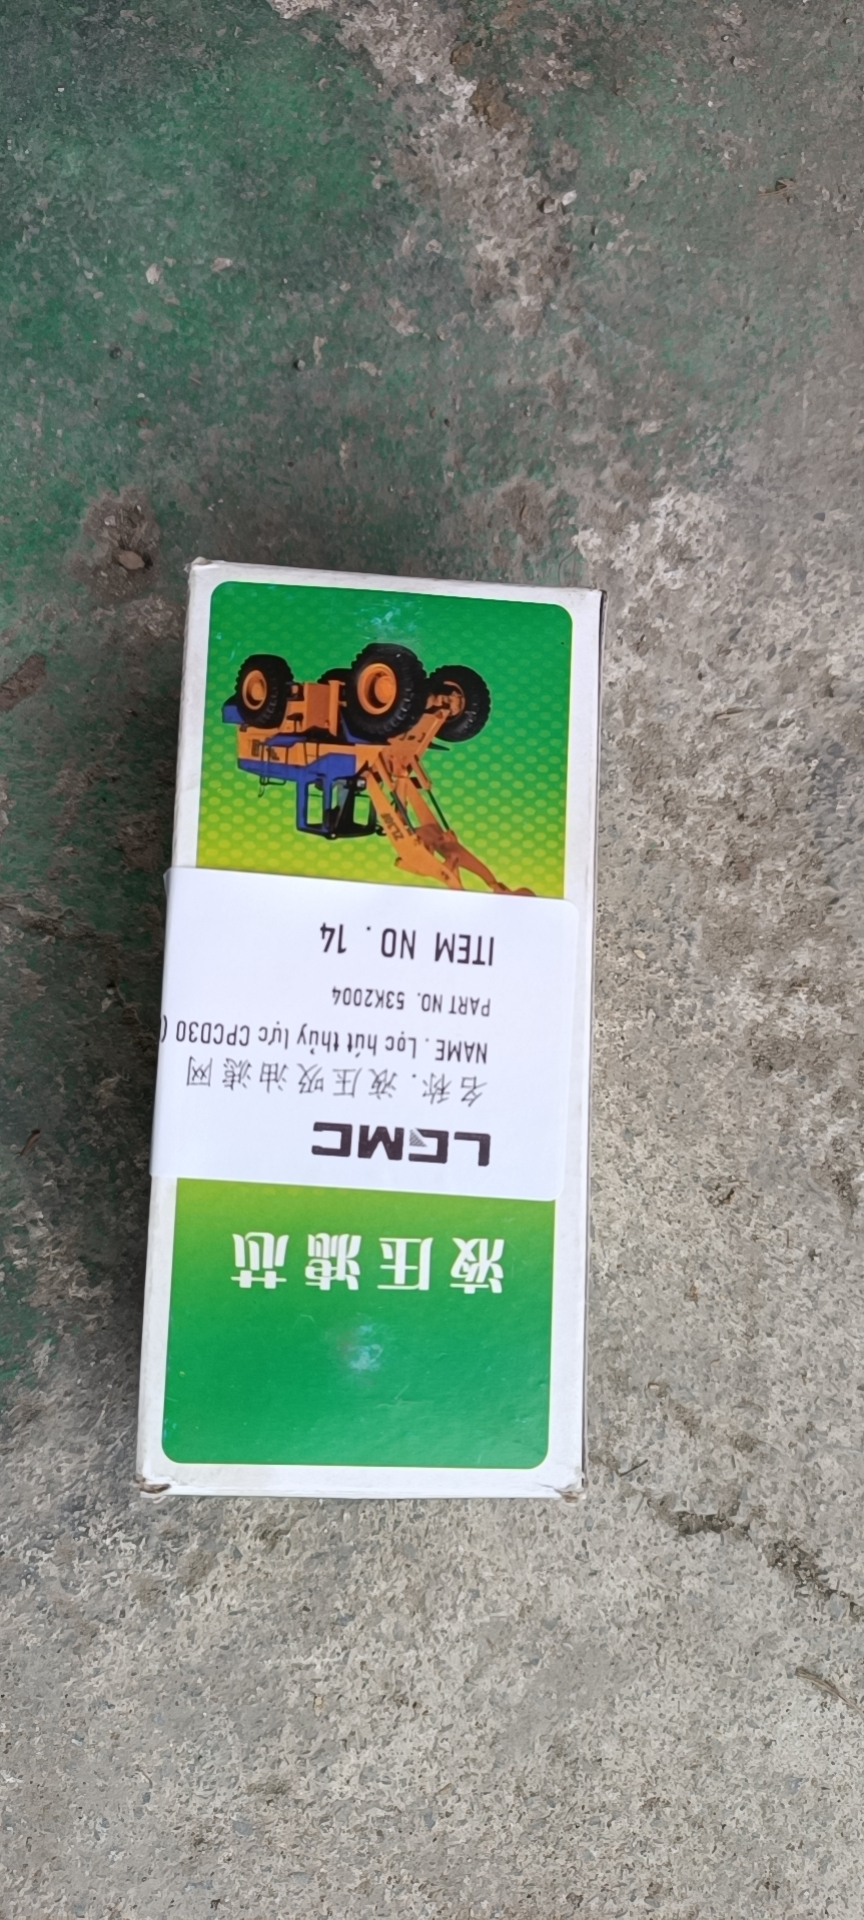 液压滤芯
LGMC
名称. 液压吸油滤网
NAME. Lọc hút thủy lực CPCD30 (
PART NO. 53K2004
ITEM NO. 14